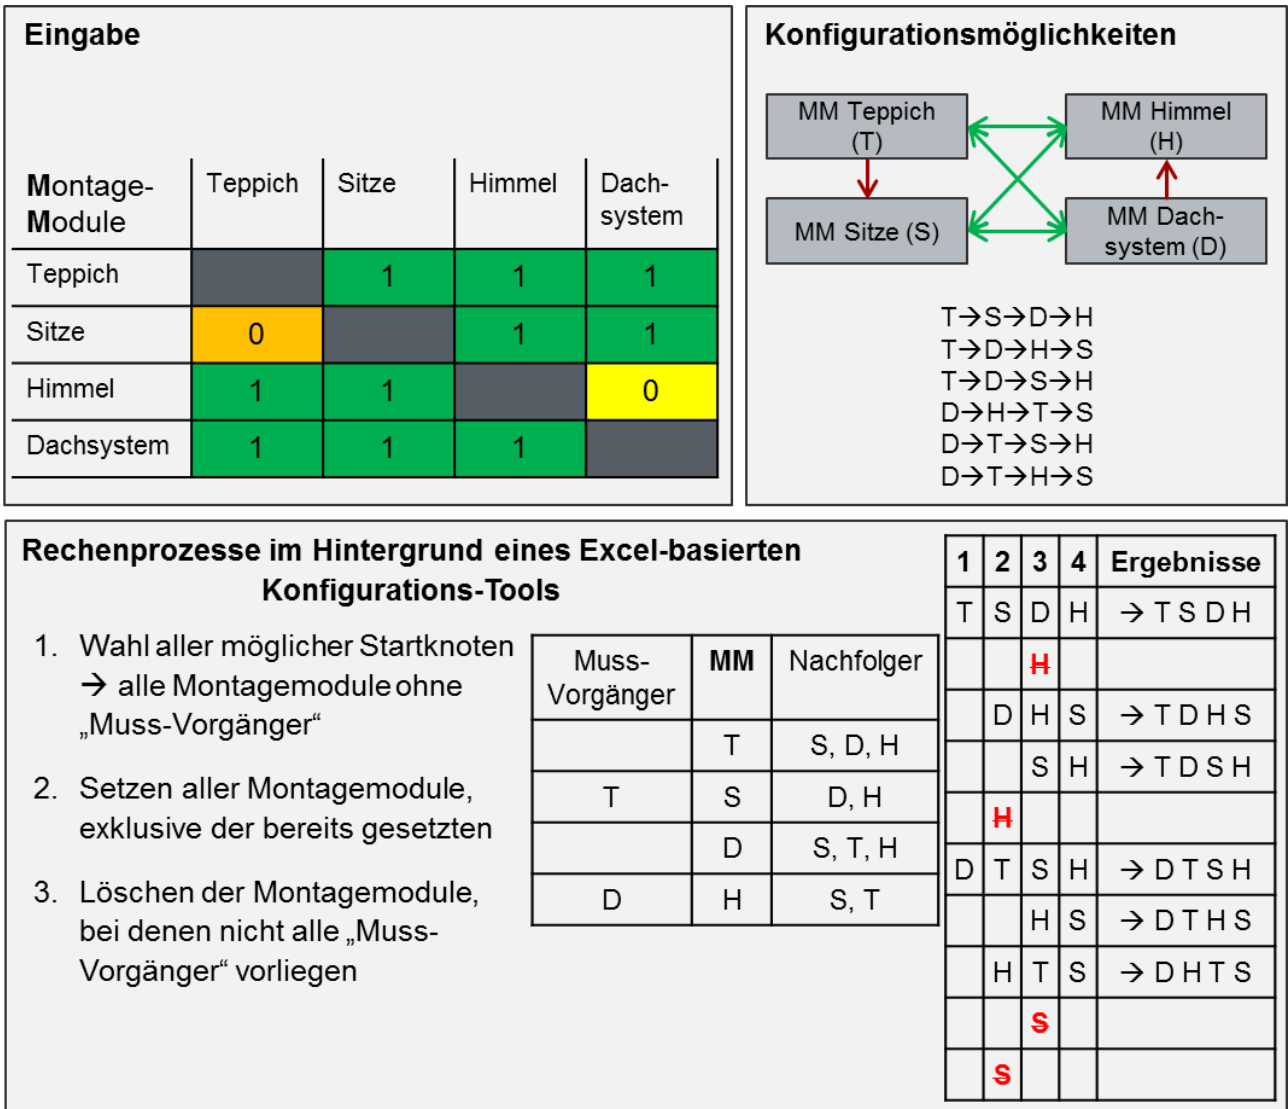 Eingabe
Montage-
Module
Teppich
Sitze
Himmel
Dach-
system
Teppich
1
1
1
Sitze
0
1
1
Himmel
1
1
0
Dachsystem
1
1
1
Konfigurationsmöglichkeiten
MM Teppich
(T)
MM Himmel
(H)
MM Sitze (S)
MM Dach-
system (D)
T→S→D→H
T→D→H→S
T→D→S→H
D→H→T→S
D→T→S→H
D→T→H→S
Rechenprozesse im Hintergrund eines Excel-basierten
Konfigurations-Tools
1. Wahl aller möglicher Startknoten
→ alle Montagemodule ohne
„Muss-Vorgänger“
2. Setzen aller Montagemodule,
exklusive der bereits gesetzten
3. Löschen der Montagemodule,
bei denen nicht alle „Muss-
Vorgänger“ vorliegen
Muss-
Vorgänger
MM
Nachfolger
T
S, D, H
T
S
D, H
D
S, T, H
D
H
S, T
1 2 3 4 Ergebnisse
T S D H → T S D H
H
D H S → T D H S
S H → T D S H
H
D T S H → D T S H
H S → D T H S
H T S → D H T S
S
S